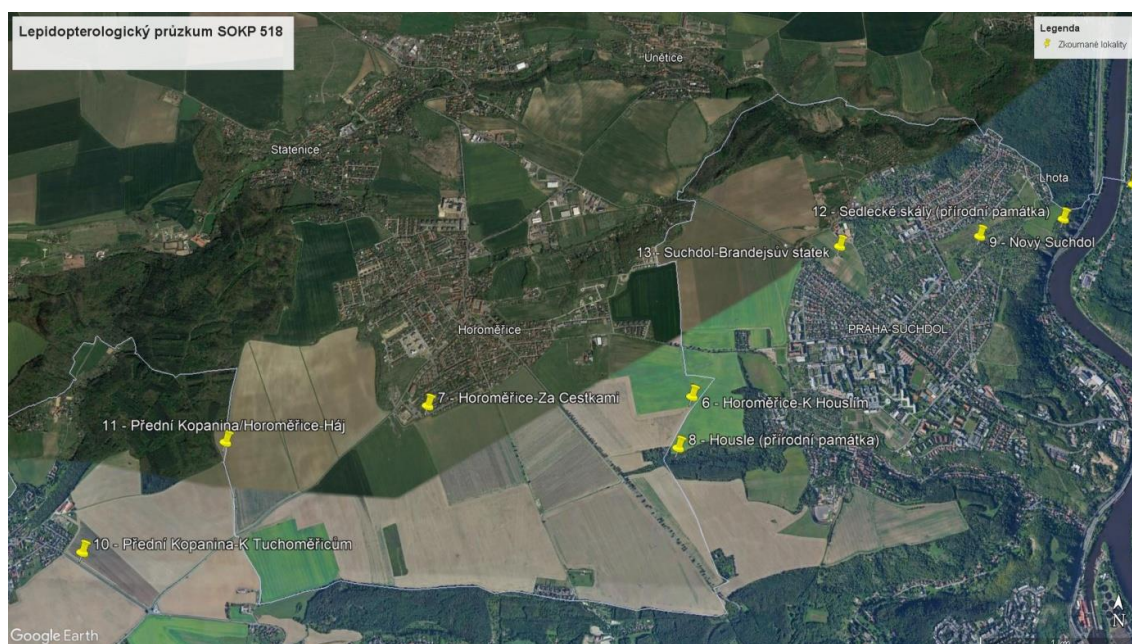 Lepidopterologický průzkum SOKP 518
Legenda
Zkoumané lokality
Únětice
Statenice
Lhota
12 - Sedlecké skály (přírodní památka)
9 - Nový Suchdol
13 - Suchdol-Brandejsův statek
Horoměřice
PRAHA-SUCHDOL
7 - Horoměřice-Za Cestkami
6 - Horoměřice-K Houslím
11 - Přední Kopanina/Horoměřice-Háj
8 - Housle (přírodní památka)
10 - Přední Kopanina-K Tuchoměřicům
Google Earth
N